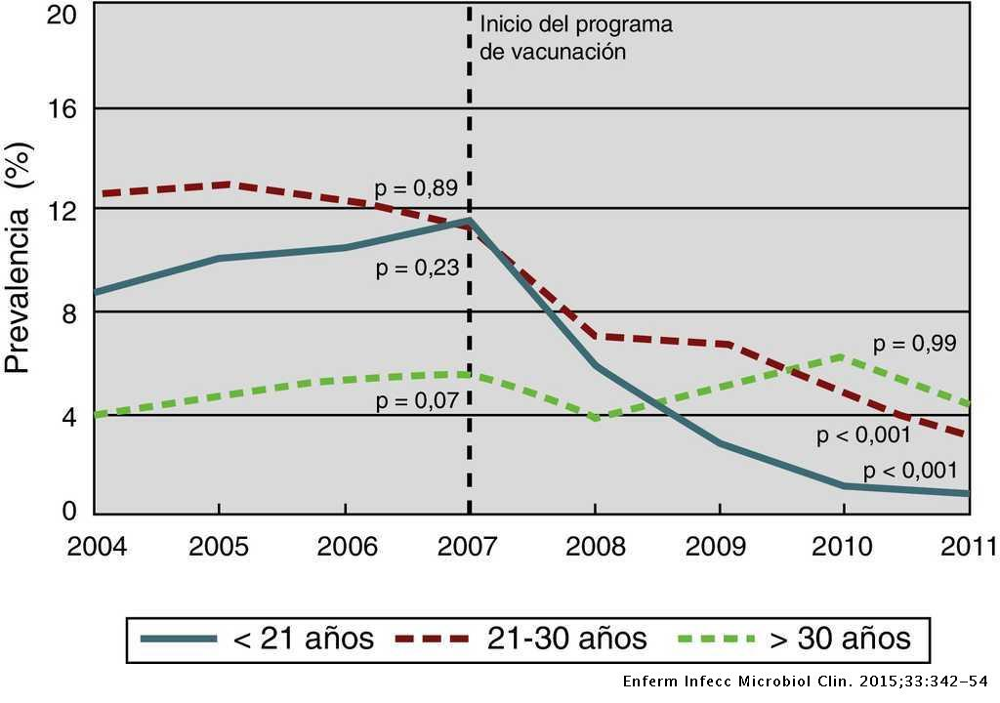 20
16
12
8
4
0
Prevalencia (%)
Inicio del programa
de vacunación
p = 0,89
p = 0,23
p = 0,07
p = 0,99
p < 0,001
p < 0,001
2004 2005 2006 2007 2008 2009 2010 2011
< 21 años 21-30 años > 30 años
Enferm Infecc Microbiol Clin. 2015;33:342–54